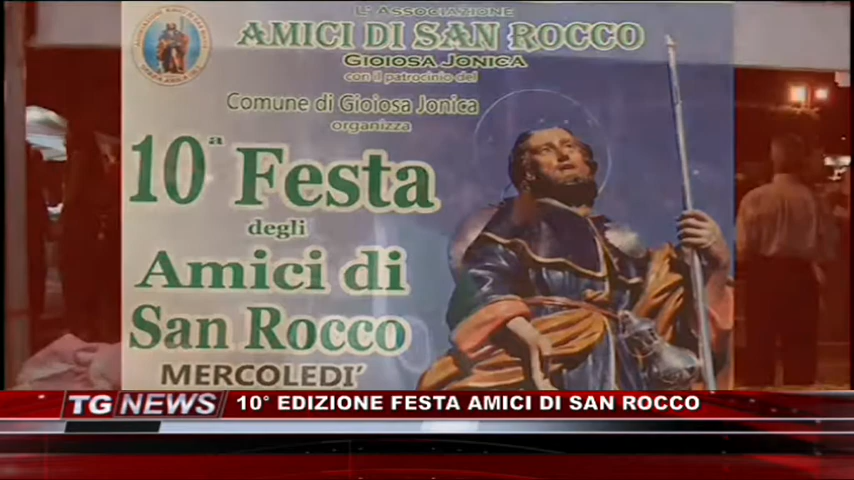 L'Associazione
AMICI DI SAN ROCCO
Gioiosa Jonica
con il patrocinio del
Comune di Gioiosa Jonica
organizza
10ª Festa
degli
Amici di
San Rocco
MERCOLEDI'
TG NEWS 10° EDIZIONE FESTA AMICI DI SAN ROCCO